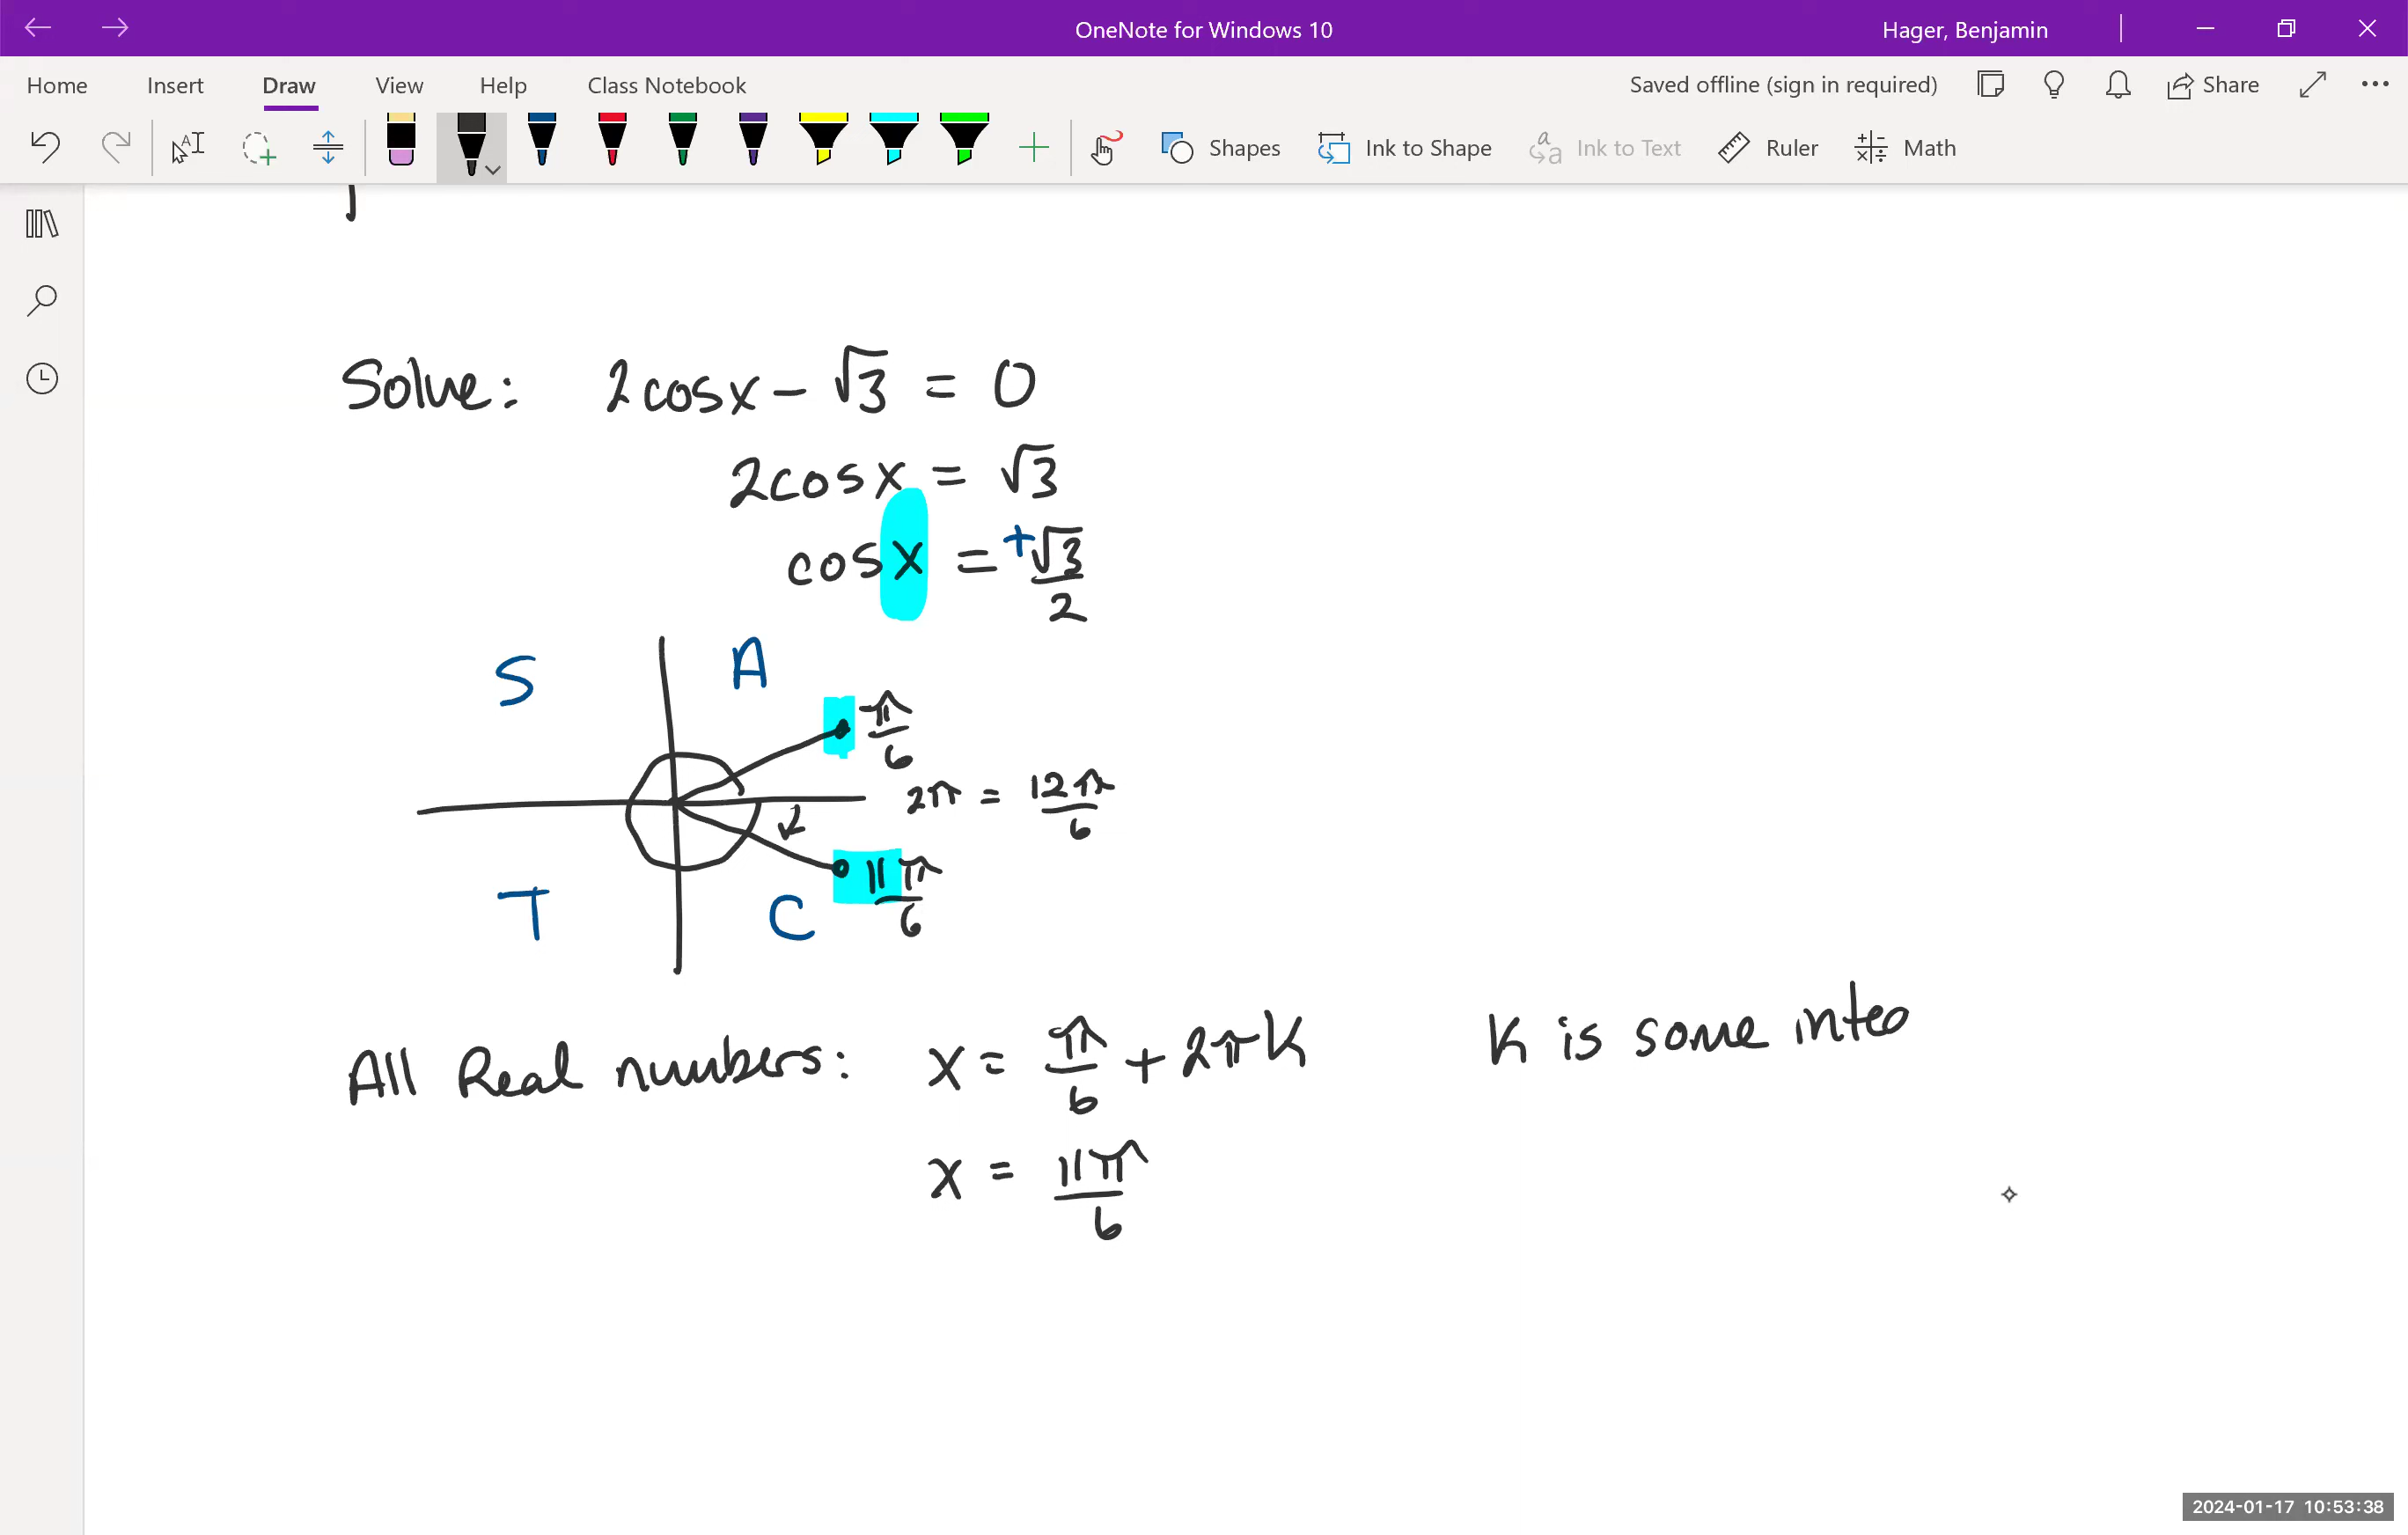 OneNote for Windows 10
Hager, Benjamin
Home Insert Draw View Help Class Notebook
Saved offline (sign in required) Share
Shapes Ink to Shape Ink to Text Ruler Math
Solve: 2cosx - √3 = 0
2cosx = √3
cosx = +√3/2
S A
π/6
2π = 12π/6
11π/6
T C
All Real numbers: x = π/6 + 2πK K is some inteo
x = 11π/6
2024-01-17 10:53:38